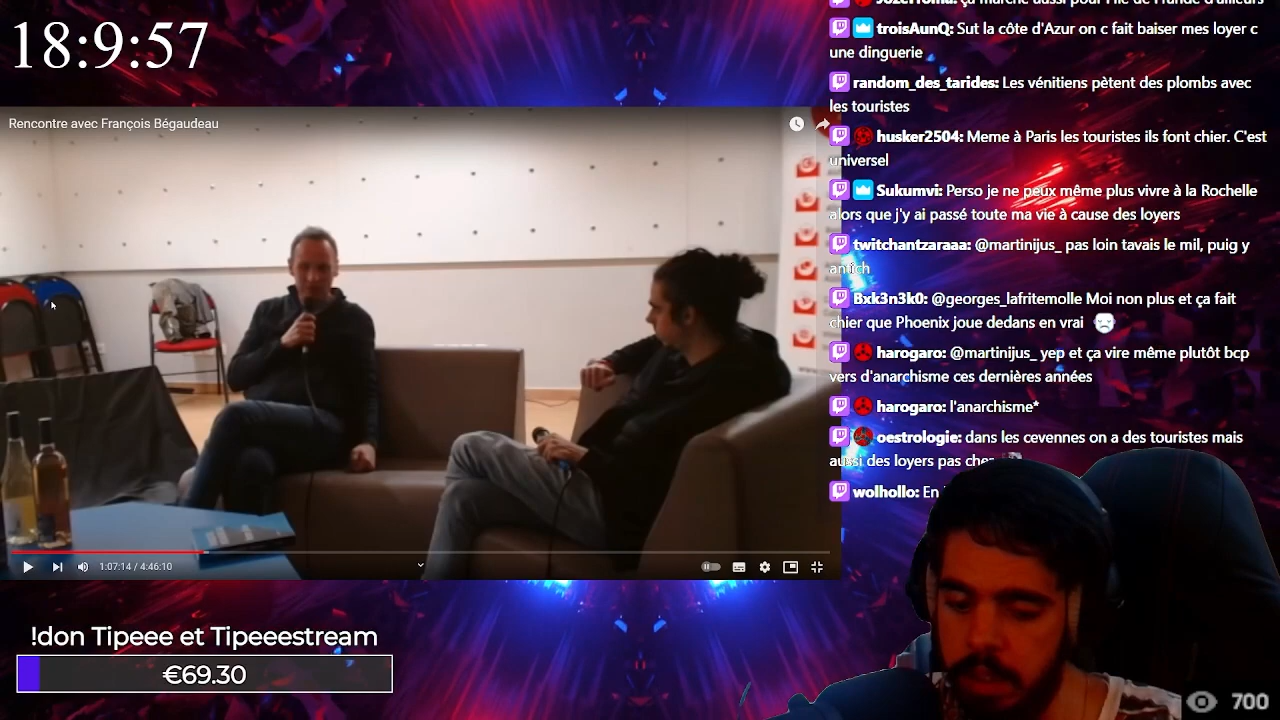 18:9:57
Rencontre avec François Bégaudeau
troisAunQ: Sut la côte d'Azur on c fait baiser mes loyer c
une dinguerie
random_des_tarides: Les vénitiens pètent des plombs avec
les touristes
husker2504: Meme à Paris les touristes ils font chier. C'est
universel
Sukumvi: Perso je ne peux même plus vivre à la Rochelle
alors que j'y ai passé toute ma vie à cause des loyers
twitchantzaraaa: @martinijus_ pas loin tavais le mil, puig y
antich
Bxk3n3k0: @georges_lafritemolle Moi non plus et ça fait
chier que Phoenix joue dedans en vrai
harogaro: @martinijus_ yep et ça vire même plutôt bcp
vers d'anarchisme ces dernières années
harogaro: l'anarchisme*
oestrologie: dans les cevennes on a des touristes mais
aussi des loyers pas cher
wolhollo: En
1:07:14 / 4:46:10
!don Tipeee et Tipeeestream
€69.30
700